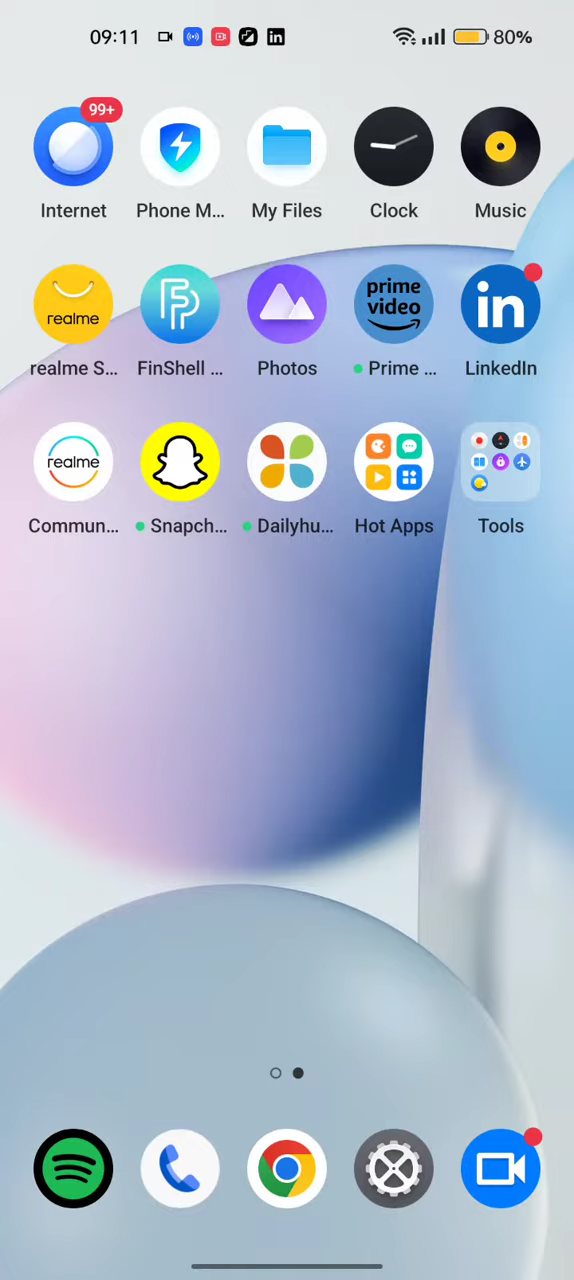 09:11 80%
99+
Internet Phone M... My Files Clock Music
realme
prime video
in
realme S... FinShell ... Photos Prime ... LinkedIn
realme
Commun... Snapch... Dailyhu... Hot Apps Tools